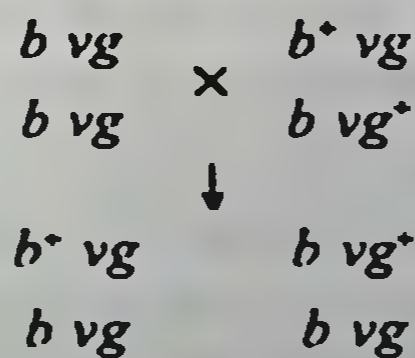 b vg × b⁺ vg
b vg b vg⁺
↓
b⁺ vg b vg⁺
b vg b vg